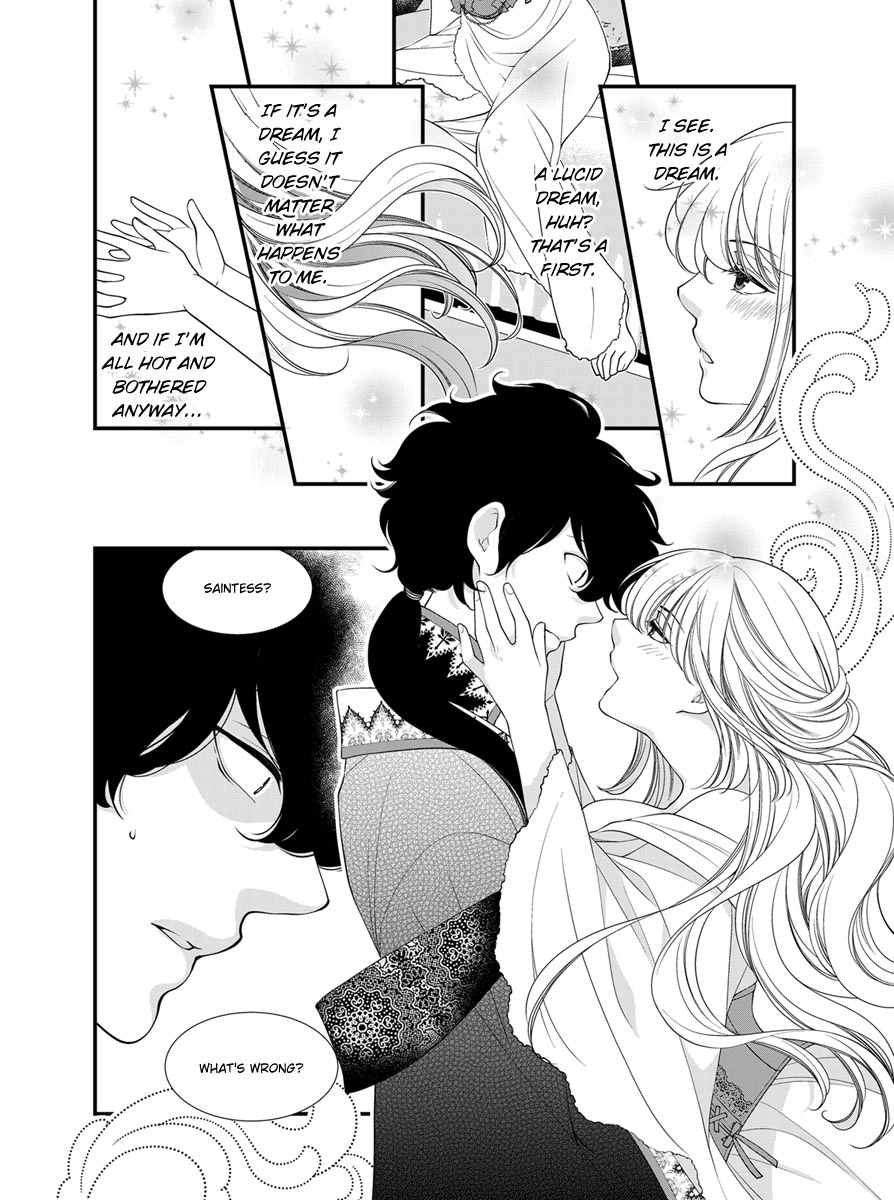 I SEE.
THIS IS A
DREAM.
A LUCID
DREAM,
HUH?
THAT'S A
FIRST.
IF IT'S A
DREAM, I
GUESS IT
DOESN'T
MATTER
WHAT
HAPPENS
TO ME.
AND IF I'M
ALL HOT AND
BOTHERED
ANYWAY...
SAINTESS?
WHAT'S WRONG?